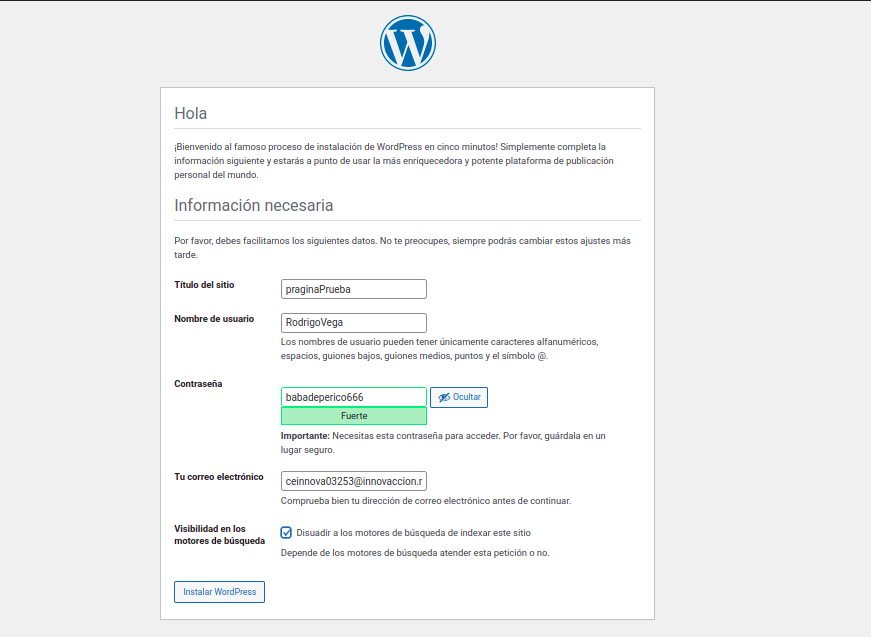 Hola
¡Bienvenido al famoso proceso de instalación de WordPress en cinco minutos! Simplemente completa la
información siguiente y estarás a punto de usar la más enriquecedora y potente plataforma de publicación
personal del mundo.
Información necesaria
Por favor, debes facilitarnos los siguientes datos. No te preocupes, siempre podrás cambiar estos ajustes más
tarde.
Título del sitio
praginaPrueba
Nombre de usuario
RodrigoVega
Los nombres de usuario pueden tener únicamente caracteres alfanuméricos,
espacios, guiones bajos, guiones medios, puntos y el símbolo @.
Contraseña
babadeperico666
Ocultar
Fuerte
Importante: Necesitas esta contraseña para acceder. Por favor, guárdala en un
lugar seguro.
Tu correo electrónico
ceinnova03253@innovaccion.r
Comprueba bien tu dirección de correo electrónico antes de continuar.
Visibilidad en los
motores de búsqueda
Disuadir a los motores de búsqueda de indexar este sitio
Depende de los motores de búsqueda atender esta petición o no.
Instalar WordPress